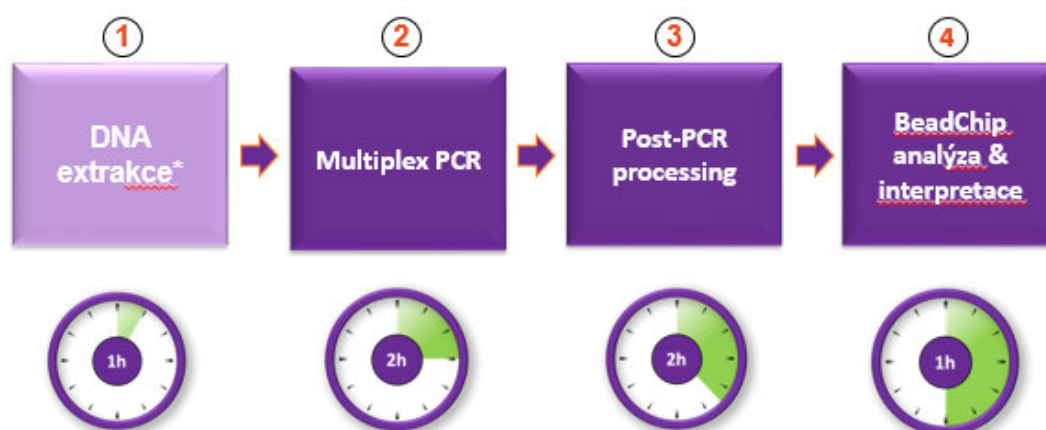 1
2
3
4
DNA
extrakce*
Multiplex PCR
Post-PCR
processing
BeadChip
analýza &
interpretace
1h
2h
2h
1h